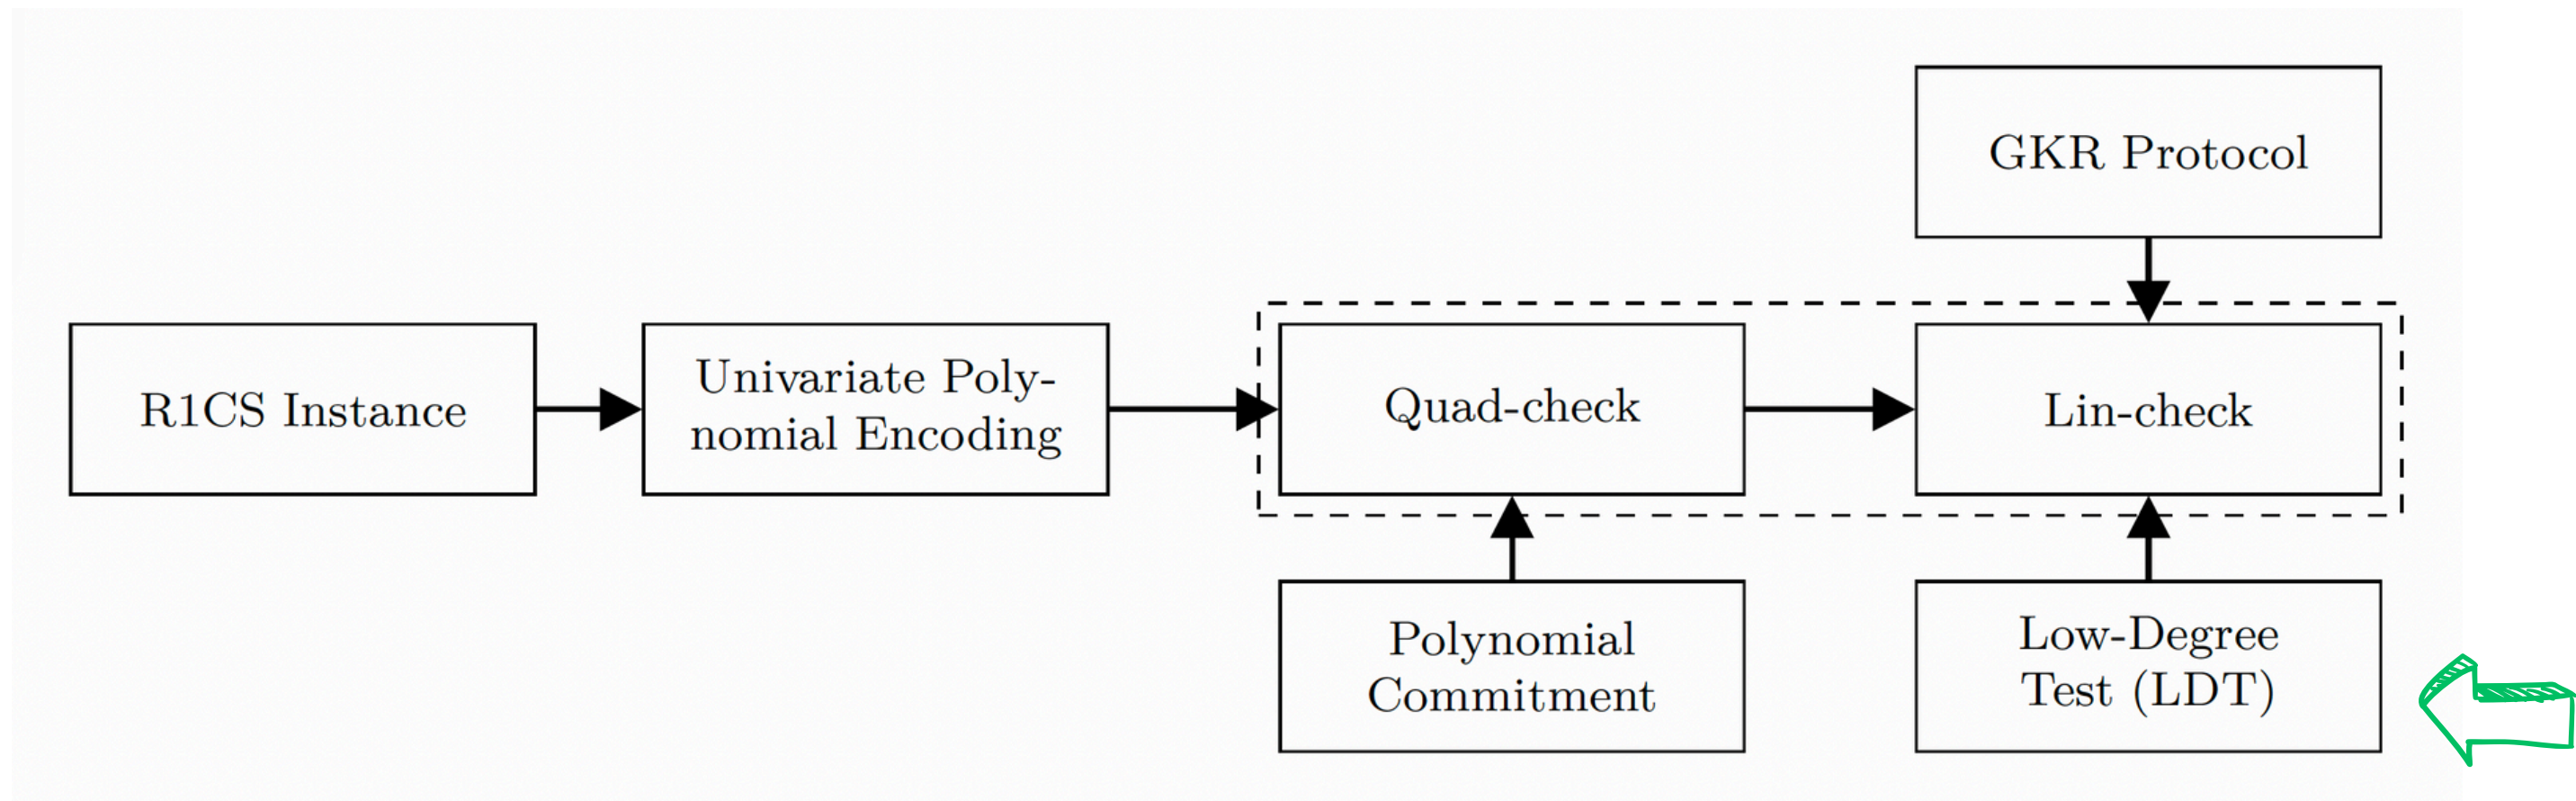 GKR Protocol
R1CS Instance
Univariate Poly-
nomial Encoding
Quad-check
Lin-check
Polynomial
Commitment
Low-Degree
Test (LDT)